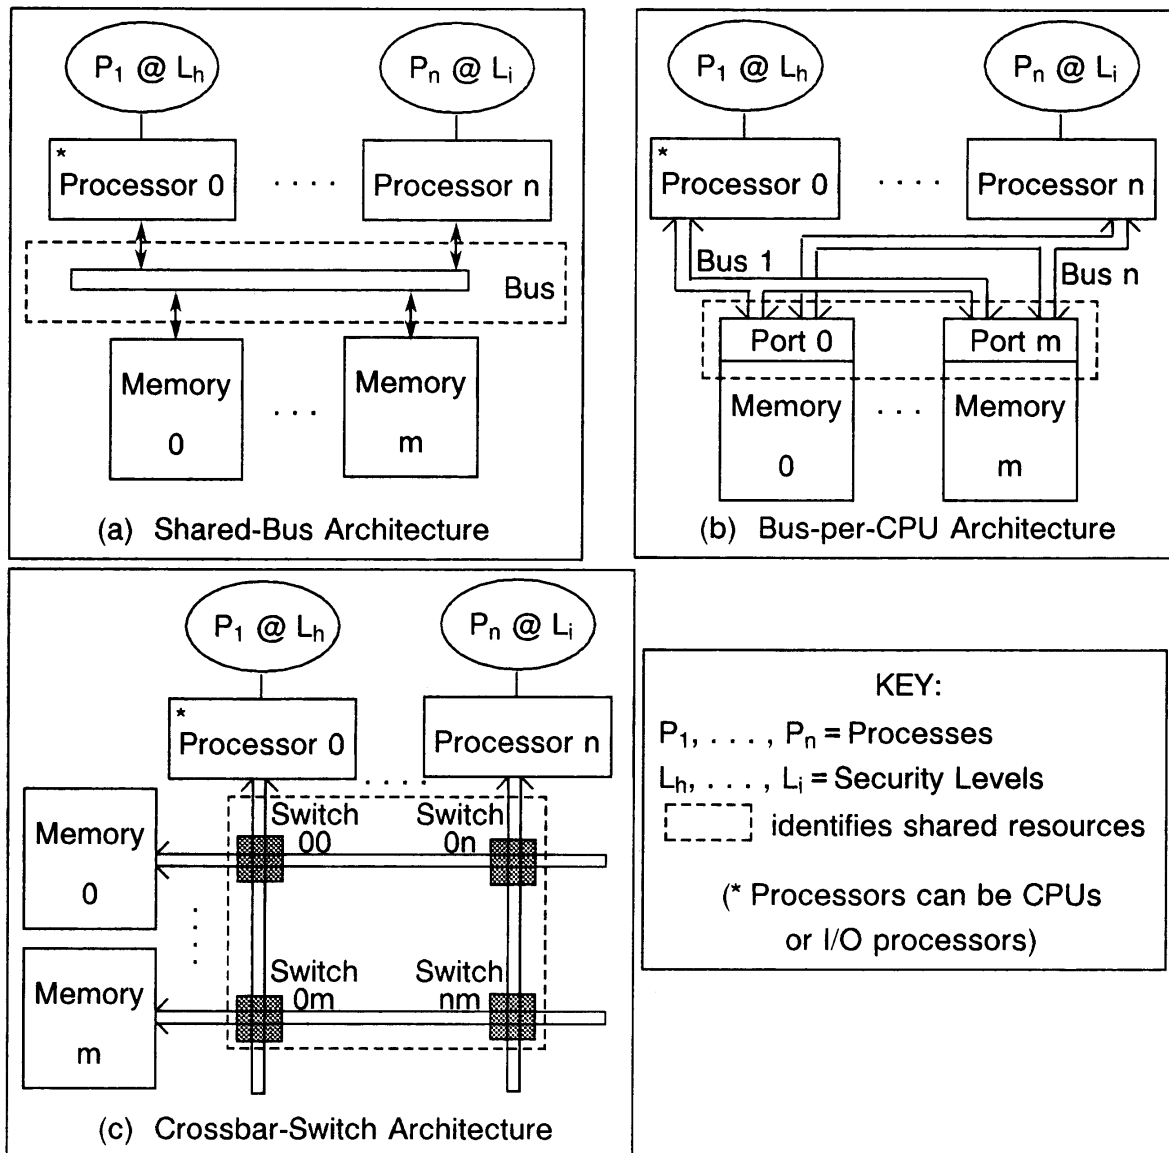 P1 @ Lh
Pn @ Li
*
Processor 0
. . . .
Processor n
Bus
Memory
0
. . .
Memory
m
(a) Shared-Bus Architecture
P1 @ Lh
Pn @ Li
*
Processor 0
. . . .
Processor n
Bus 1
Bus n
Port 0
Port m
Memory
0
. . .
Memory
m
(b) Bus-per-CPU Architecture
P1 @ Lh
Pn @ Li
*
Processor 0
. . . .
Processor n
Switch
00
Switch
0n
Memory
0
. . . .
Switch
0m
Switch
nm
Memory
m
(c) Crossbar-Switch Architecture
KEY:
P1, . . . , Pn = Processes
Lh, . . . , Li = Security Levels
identifies shared resources
(* Processors can be CPUs
or I/O processors)